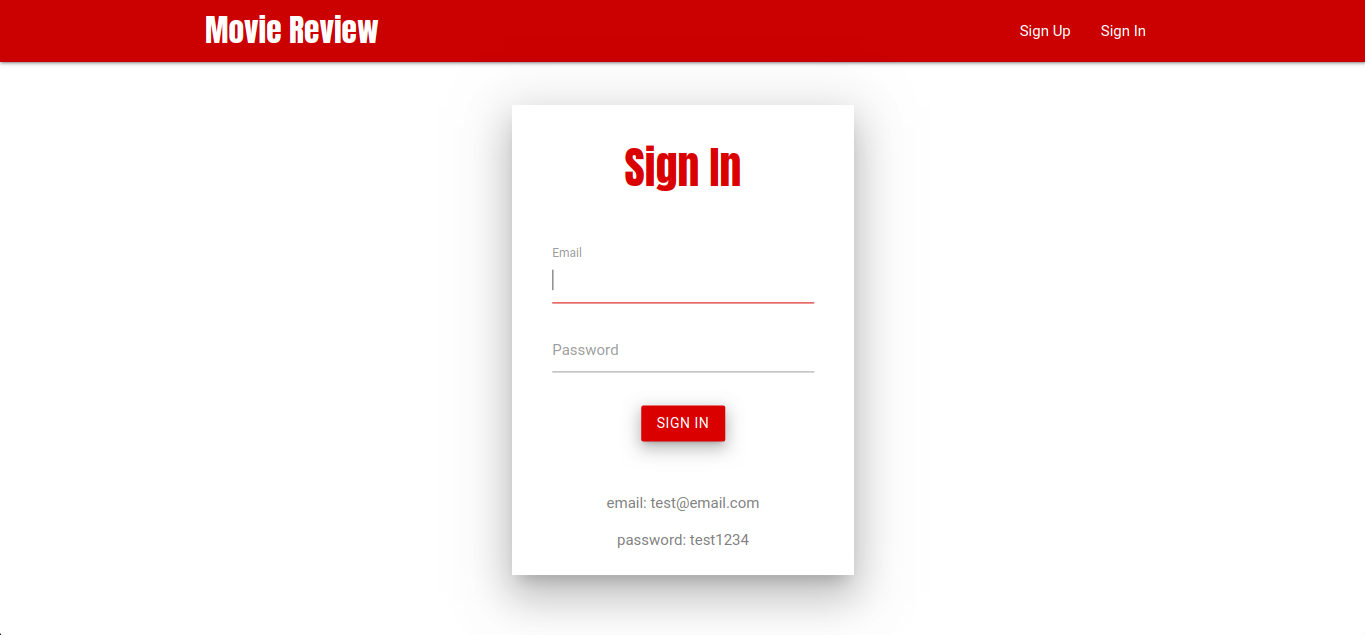 Movie Review
Sign Up
Sign In
Sign In
Email
Password
SIGN IN
email: test@email.com
password: test1234